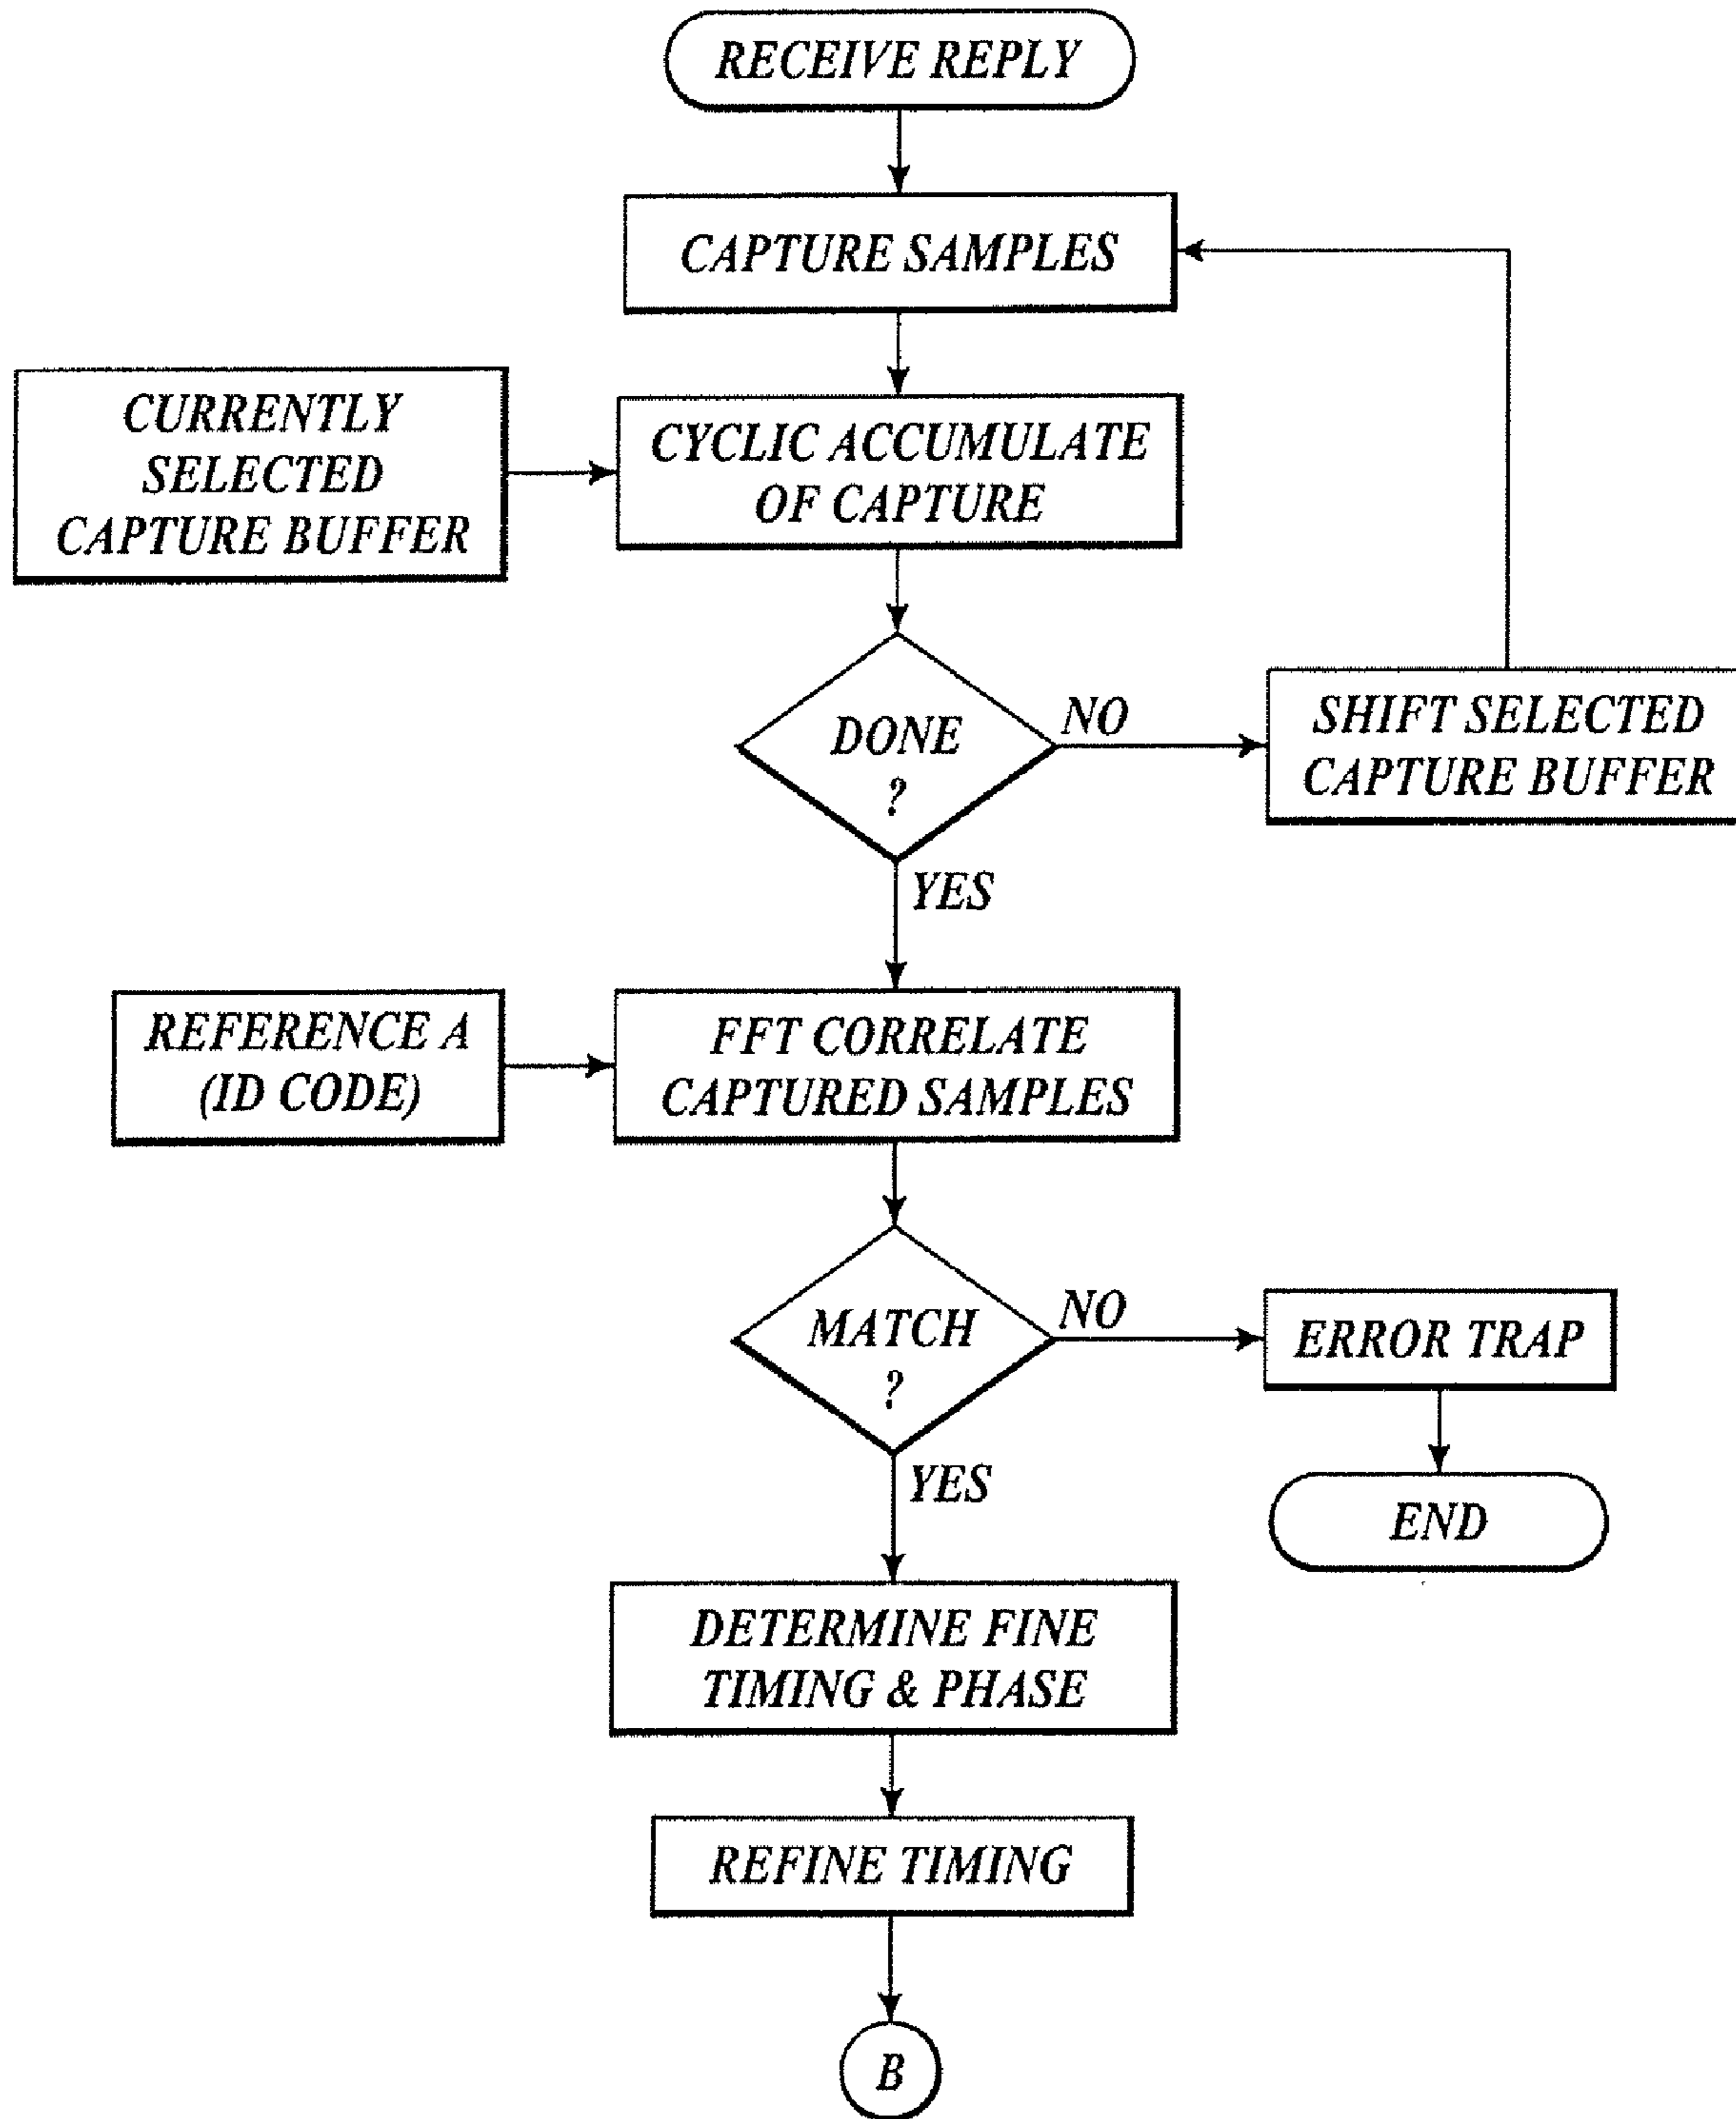 RECEIVE REPLY
CAPTURE SAMPLES
CURRENTLY
SELECTED
CAPTURE BUFFER
CYCLIC ACCUMULATE
OF CAPTURE
DONE
?
NO
SHIFT SELECTED
CAPTURE BUFFER
YES
REFERENCE A
(ID CODE)
FFT CORRELATE
CAPTURED SAMPLES
MATCH
?
NO
ERROR TRAP
END
YES
DETERMINE FINE
TIMING & PHASE
REFINE TIMING
B